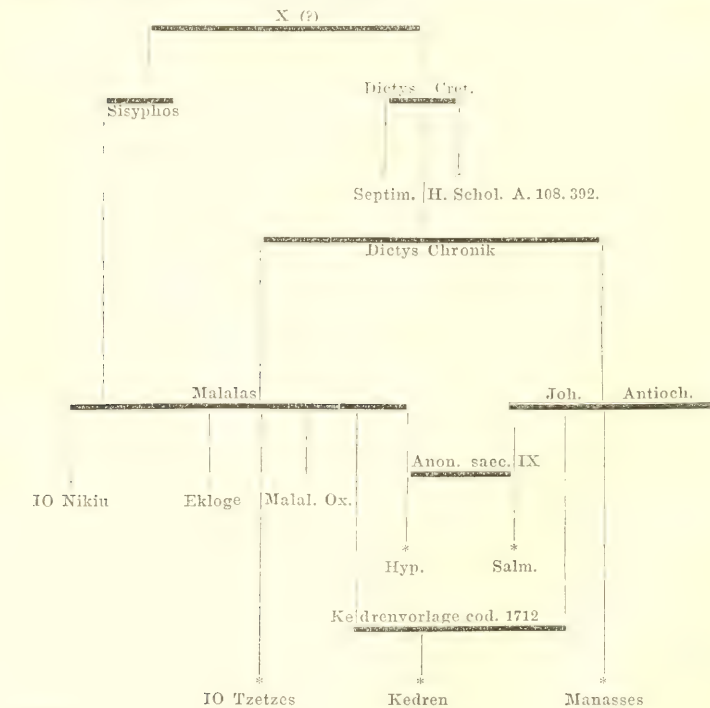 X (?)
Dictys Cret.
Sisyphos
Septim. H. Schol. A. 108. 392.
Dictys Chronik
Malalas Joh. Antioch.
Anon. saec. IX
IO Nikiu Ekloge Malal. Ox.
* *
Hyp. Salm.
Keidrenvorlage cod. 1712
* * *
IO Tzetzes Kedren Manasses